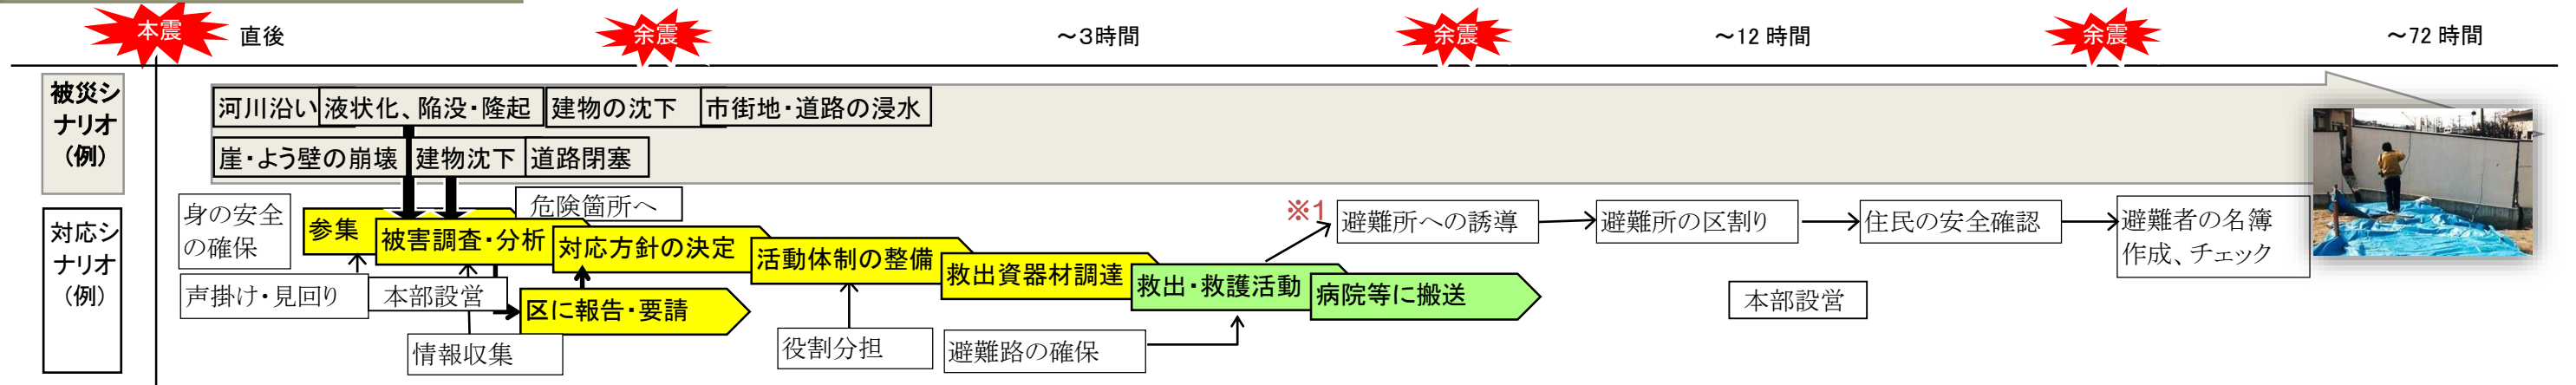 本震
直後
余震
～3時間
余震
～12 時間
余震
～72 時間
被災シ
ナリオ
（例）
河川沿い
液状化、陥没・隆起
建物の沈下
市街地・道路の浸水
崖・よう壁の崩壊
建物沈下
道路閉塞
対応シ
ナリオ
（例）
身の安全
の確保
参集
被害調査・分析
危険箇所へ
対応方針の決定
活動体制の整備
救出資器材調達
救出・救護活動
病院等に搬送
※1
避難所への誘導
避難所の区割り
住民の安全確認
避難者の名簿
作成、チェック
声掛け・見回り
本部設営
区に報告・要請
情報収集
役割分担
避難路の確保
本部設営